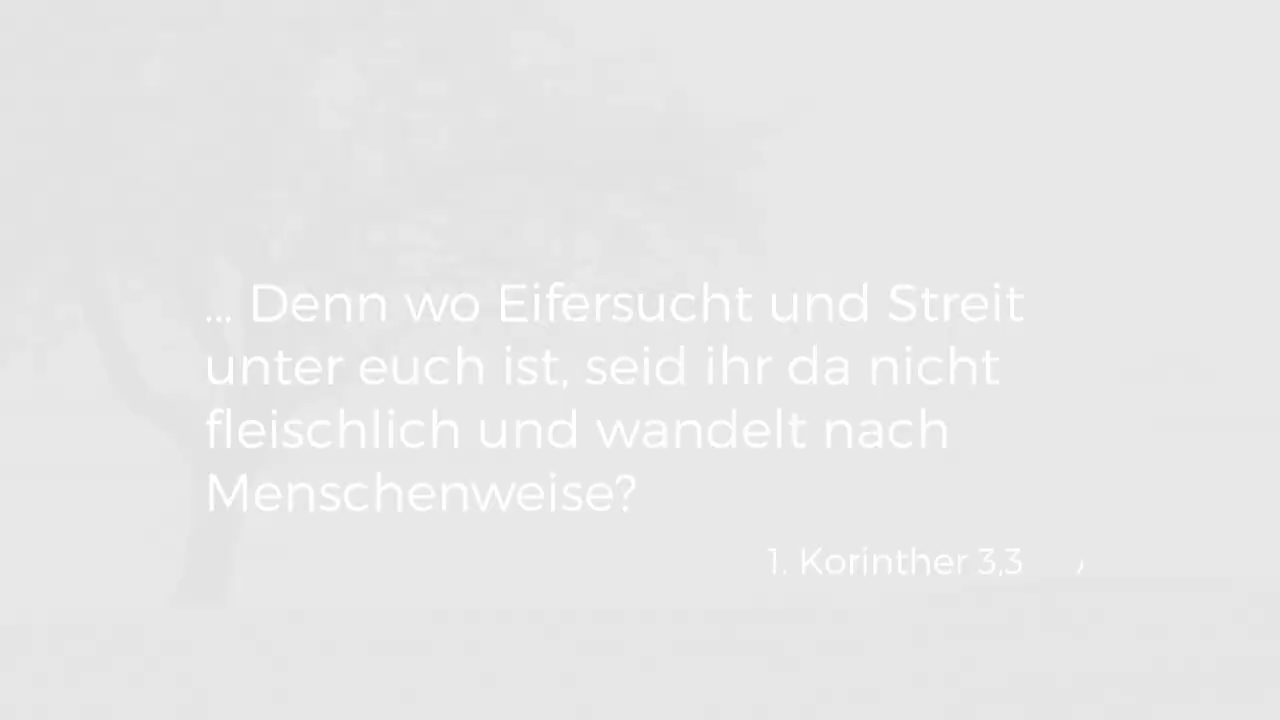 ... Denn wo Eifersucht und Streit
unter euch ist, seid ihr da nicht
fleischlich und wandelt nach
Menschenweise?
1. Korinther 3,3